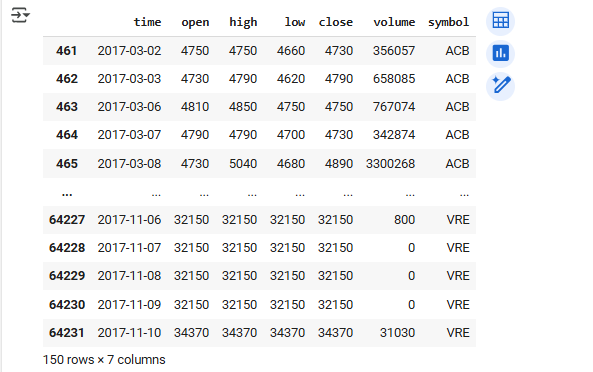 time open high low close volume symbol
461 2017-03-02 4750 4750 4660 4730 356057 ACB
462 2017-03-03 4730 4790 4620 4790 658085 ACB
463 2017-03-06 4810 4850 4750 4750 767074 ACB
464 2017-03-07 4790 4790 4700 4730 342874 ACB
465 2017-03-08 4730 5040 4680 4890 3300268 ACB
... ... ... ... ... ... ... ...
64227 2017-11-06 32150 32150 32150 32150 800 VRE
64228 2017-11-07 32150 32150 32150 32150 0 VRE
64229 2017-11-08 32150 32150 32150 32150 0 VRE
64230 2017-11-09 32150 32150 32150 32150 0 VRE
64231 2017-11-10 34370 34370 34370 34370 31030 VRE
150 rows × 7 columns